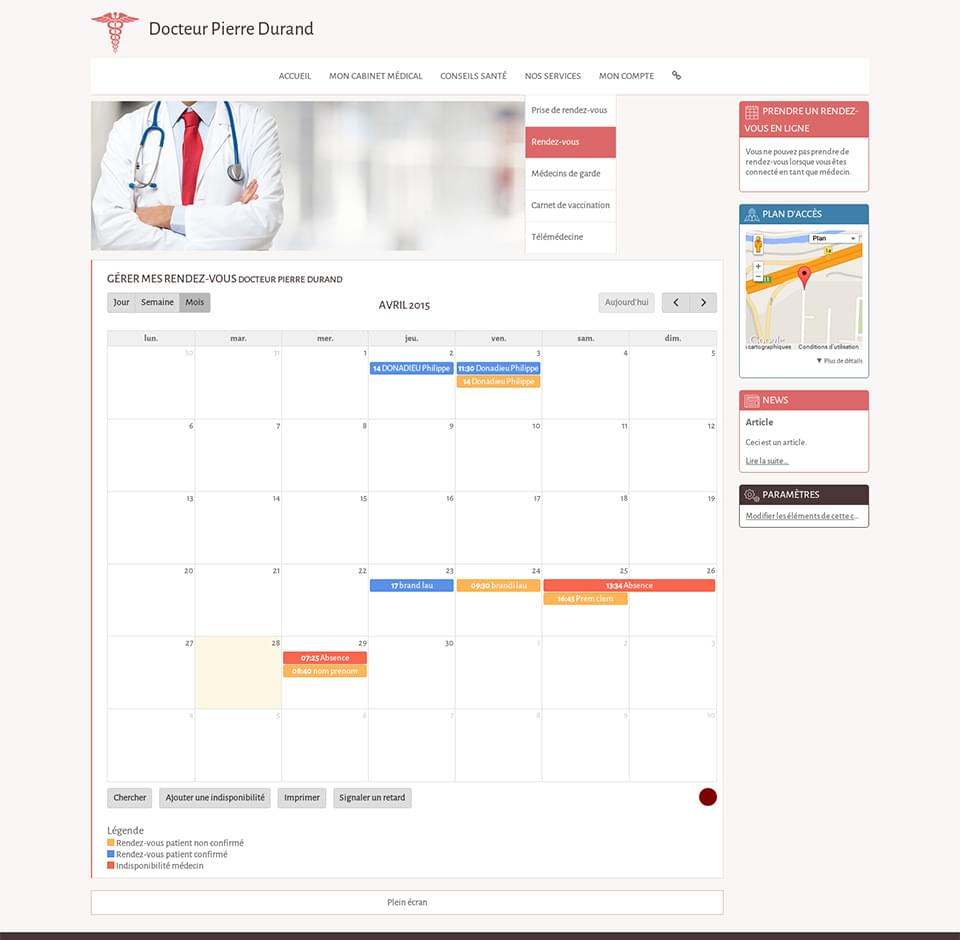 Docteur Pierre Durand
ACCUEIL MON CABINET MÉDICAL CONSEILS SANTÉ NOS SERVICES MON COMPTE
Prise de rendez-vous
Rendez-vous
Médecins de garde
Carnet de vaccination
Télémédecine
GÉRER MES RENDEZ-VOUS DOCTEUR PIERRE DURAND
Jour Semaine Mois AVRIL 2015 Aujourd'hui
lun. mar. mer. jeu. ven. sam. dim.
30 31 1 2 3 4 5
14 DONADIEU Philippe 11:30 Donadieu Philippe
14 Donadieu Philippe
6 7 8 9 10 11 12
13 14 15 16 17 18 19
20 21 22 23 24 25 26
17 brand lau 09:30 brandi lau 13:34 Absence
16:45 Prem clem
27 28 29 30 1 2 3
07:25 Absence
08:40 nom prenom
4 5 6 7 8 9 10
Chercher Ajouter une indisponibilité Imprimer Signaler un retard
Légende
Rendez-vous patient non confirmé
Rendez-vous patient confirmé
Indisponibilité médecin
Plein écran
PRENDRE UN RENDEZ-
VOUS EN LIGNE
Vous ne pouvez pas prendre de
rendez-vous lorsque vous êtes
connecté en tant que médecin.
PLAN D'ACCÈS
Plan
Google
cartographiques Conditions d'utilisation
▼ Plus de détails
NEWS
Article
Ceci est un article.
Lire la suite...
PARAMÈTRES
Modifier les éléments de cette c...